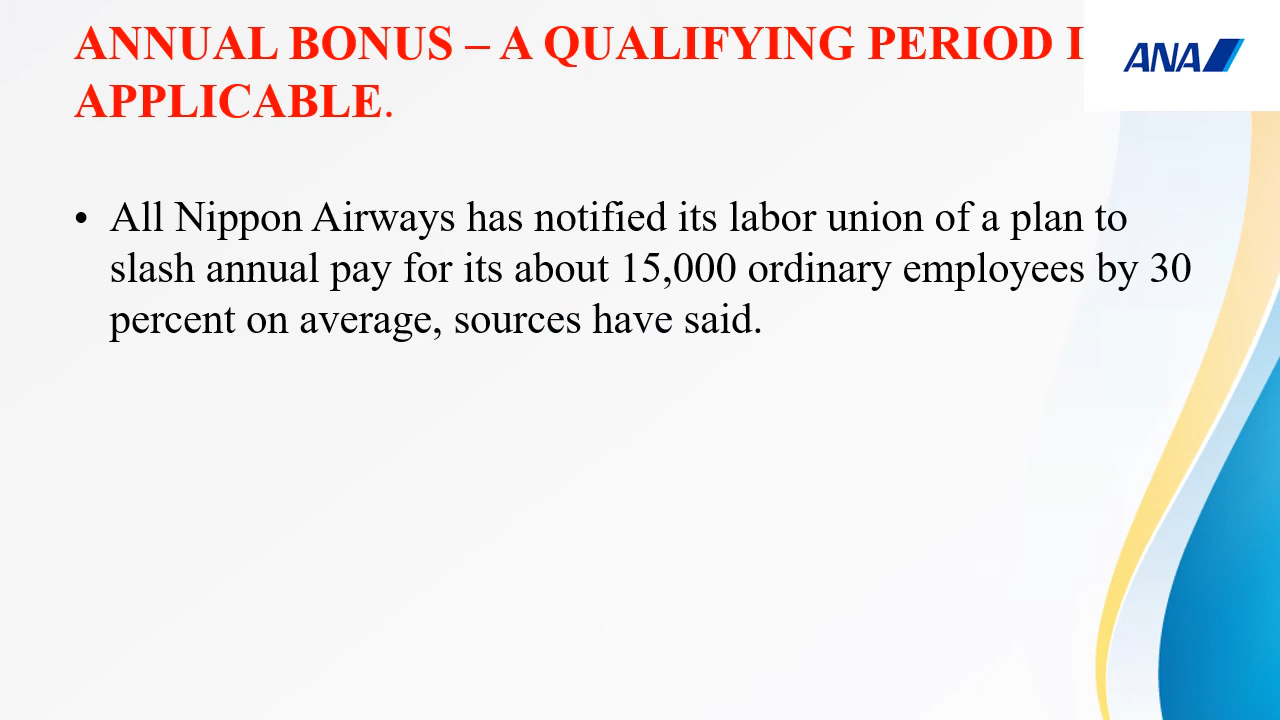 ANNUAL BONUS – A QUALIFYING PERIOD I
ANA
APPLICABLE.
• All Nippon Airways has notified its labor union of a plan to
slash annual pay for its about 15,000 ordinary employees by 30
percent on average, sources have said.